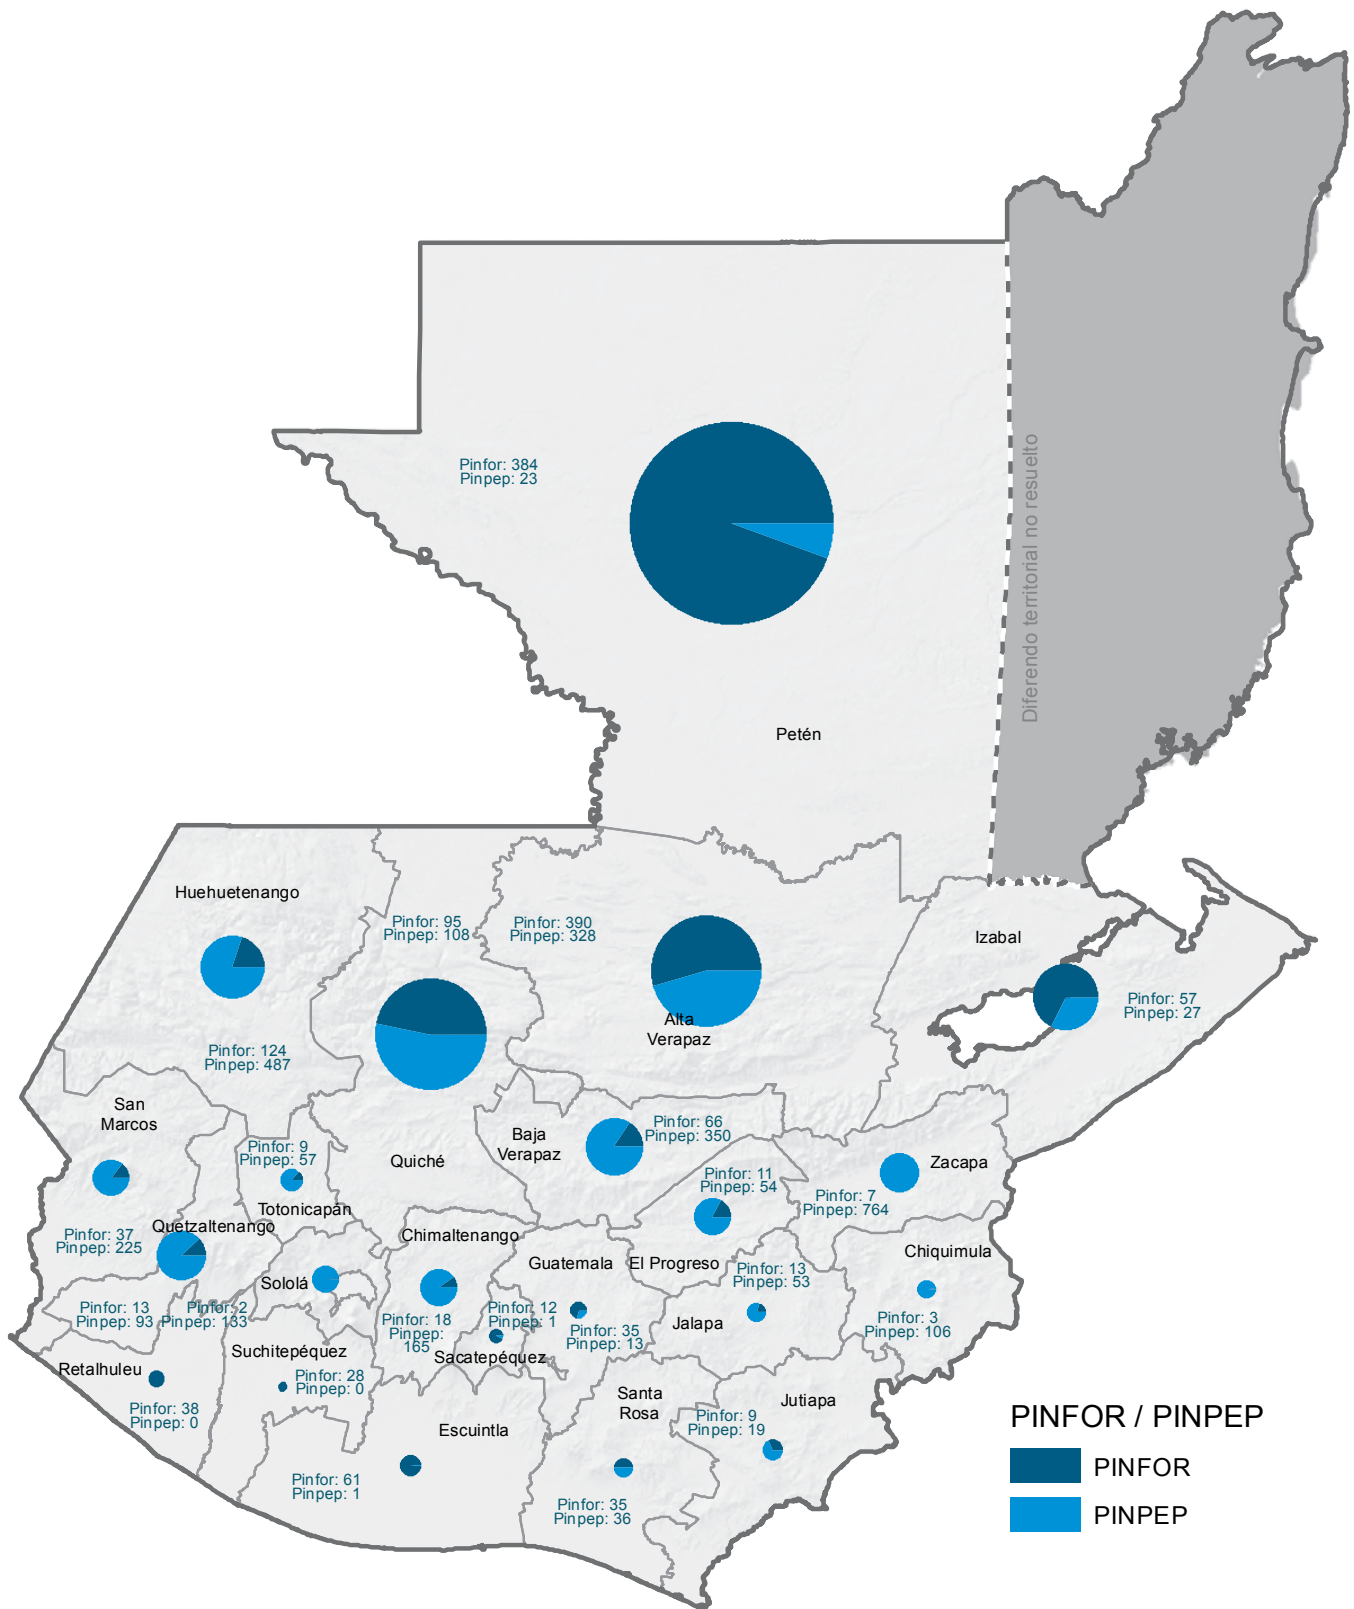 Pinfor: 384
Pinpep: 23
Diferendo territorial no resuelto
Petén
Huehuetenango
Pinfor: 124
Pinpep: 487
Pinfor: 95
Pinpep: 108
Quiché
Pinfor: 390
Pinpep: 328
Alta
Verapaz
Izabal
Pinfor: 57
Pinpep: 27
San
Marcos
Pinfor: 37
Pinpep: 225
Pinfor: 9
Pinpep: 57
Totonicapán
Quetzaltenango
Pinfor: 13
Pinpep: 93
Sololá
Pinfor: 2
Pinpep: 133
Chimaltenango
Pinfor: 18
Pinpep:
165
Baja
Verapaz
Pinfor: 66
Pinpep: 350
Pinfor: 11
Pinpep: 54
El Progreso
Zacapa
Pinfor: 7
Pinpep: 764
Guatemala
Pinfor: 35
Pinpep: 13
Pinfor: 12
Pinpep: 1
Sacatepéquez
Pinfor: 13
Pinpep: 53
Jalapa
Chiquimula
Pinfor: 3
Pinpep: 106
Retalhuleu
Pinfor: 38
Pinpep: 0
Suchitepéquez
Pinfor: 28
Pinpep: 0
Escuintla
Pinfor: 61
Pinpep: 1
Santa
Rosa
Pinfor: 35
Pinpep: 36
Jutiapa
Pinfor: 9
Pinpep: 19
PINFOR / PINPEP
PINFOR
PINPEP